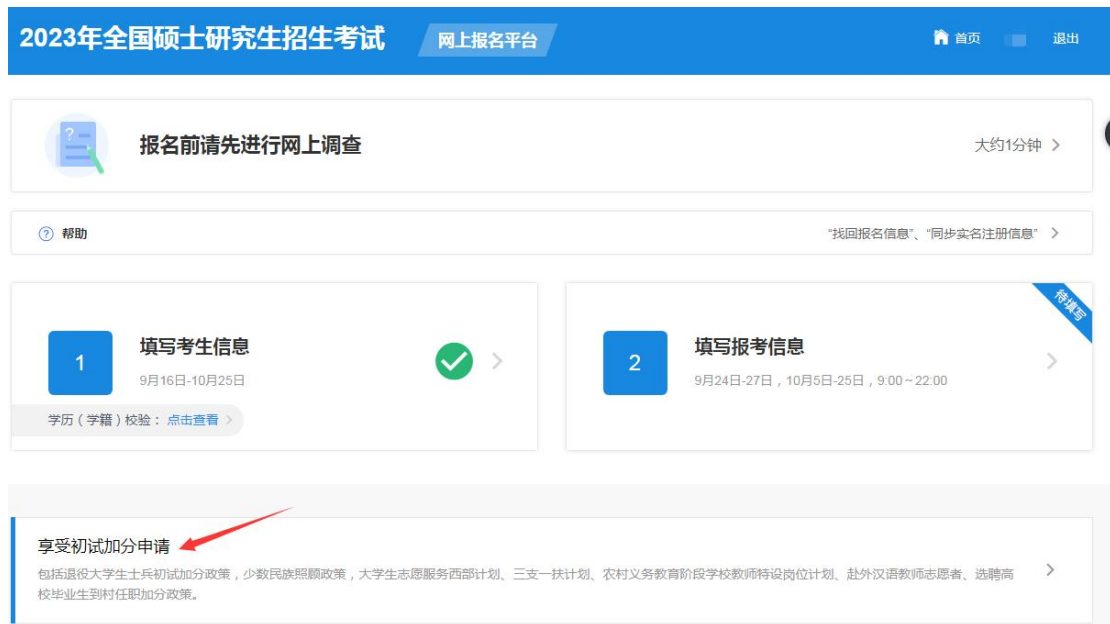 2023年全国硕士研究生招生考试
网上报名平台
首页
退出
报名前请先进行网上调查
大约1分钟
? 帮助
“找回报名信息”、“同步实名注册信息”
1
填写考生信息
9月16日-10月25日
学历（学籍）校验：点击查看
待填写
2
填写报考信息
9月24日-27日，10月5日-25日，9:00～22:00
享受初试加分申请
包括退役大学生士兵初试加分政策，少数民族照顾政策，大学生志愿服务西部计划、三支一扶计划、农村义务教育阶段学校教师特设岗位计划、赴外汉语教师志愿者、选聘高
校毕业生到村任职加分政策。